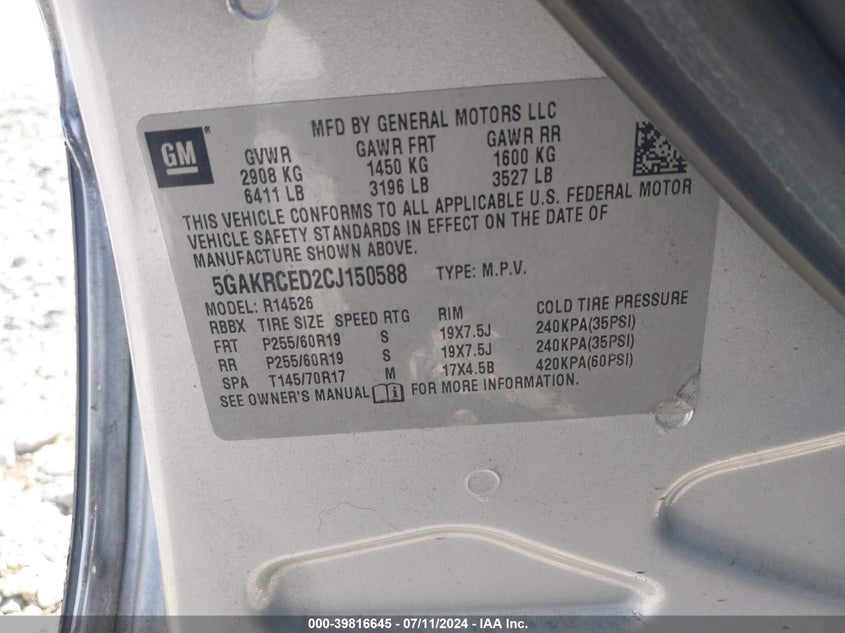 MFD BY GENERAL MOTORS LLC
GM®
GVWR GAWR FRT GAWR RR
2908 KG 1450 KG 1600 KG
6411 LB 3196 LB 3527 LB
THIS VEHICLE CONFORMS TO ALL APPLICABLE U.S. FEDERAL MOTOR
VEHICLE SAFETY STANDARDS IN EFFECT ON THE DATE OF
MANUFACTURE SHOWN ABOVE.
5GAKRCED2CJ150588 TYPE: M.P.V.
MODEL: R14526
RBBX TIRE SIZE SPEED RTG RIM COLD TIRE PRESSURE
FRT P255/60R19 S 19X7.5J 240KPA(35PSI)
RR P255/60R19 S 19X7.5J 240KPA(35PSI)
SPA T145/70R17 M 17X4.5B 420KPA(60PSI)
SEE OWNER'S MANUAL FOR MORE INFORMATION.
000-39816645 - 07/11/2024 - IAA Inc.